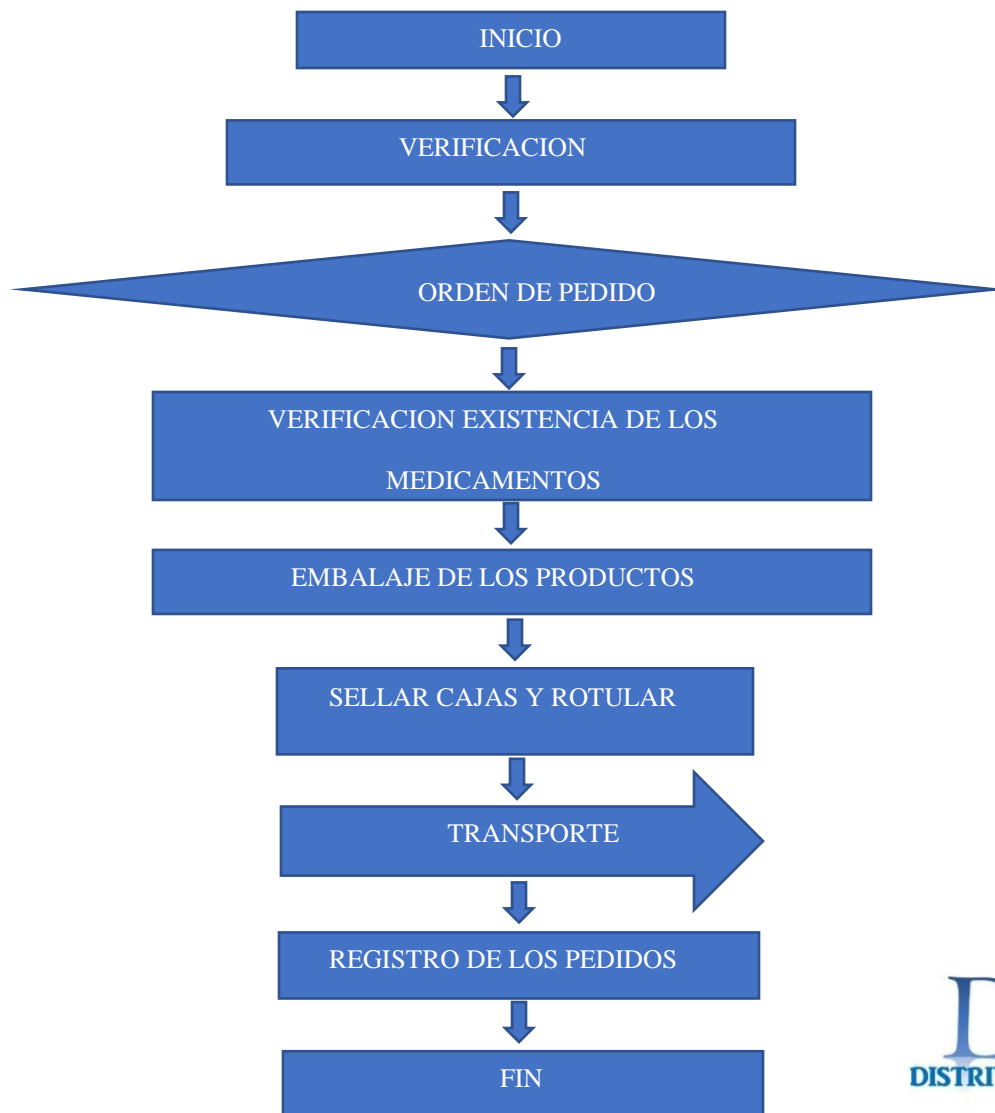 INICIO
VERIFICACION
ORDEN DE PEDIDO
VERIFICACION EXISTENCIA DE LOS
MEDICAMENTOS
EMBALAJE DE LOS PRODUCTOS
SELLAR CAJAS Y ROTULAR
TRANSPORTE
REGISTRO DE LOS PEDIDOS
FIN
D
DISTRI